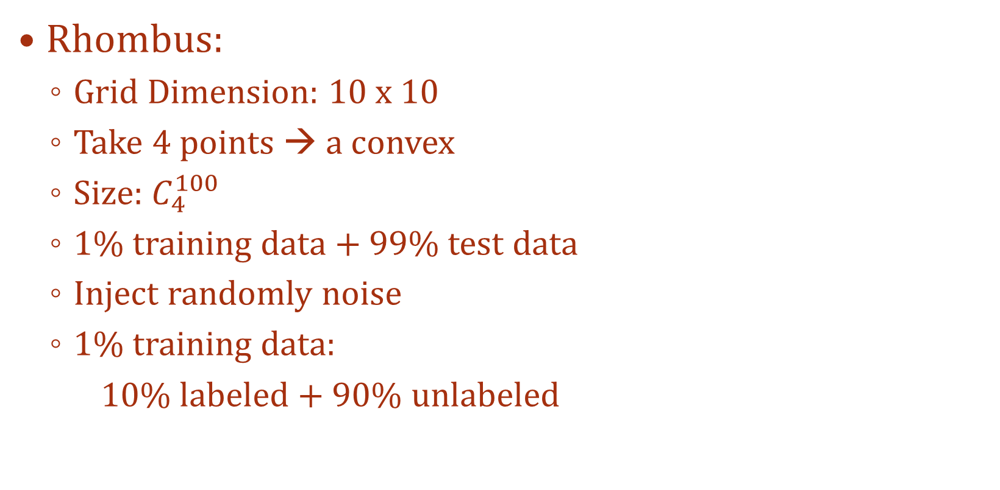 • Rhombus:
◦ Grid Dimension: 10 x 10
◦ Take 4 points → a convex
◦ Size: $C_4^{100}$
◦ 1% training data + 99% test data
◦ Inject randomly noise
◦ 1% training data:
10% labeled + 90% unlabeled